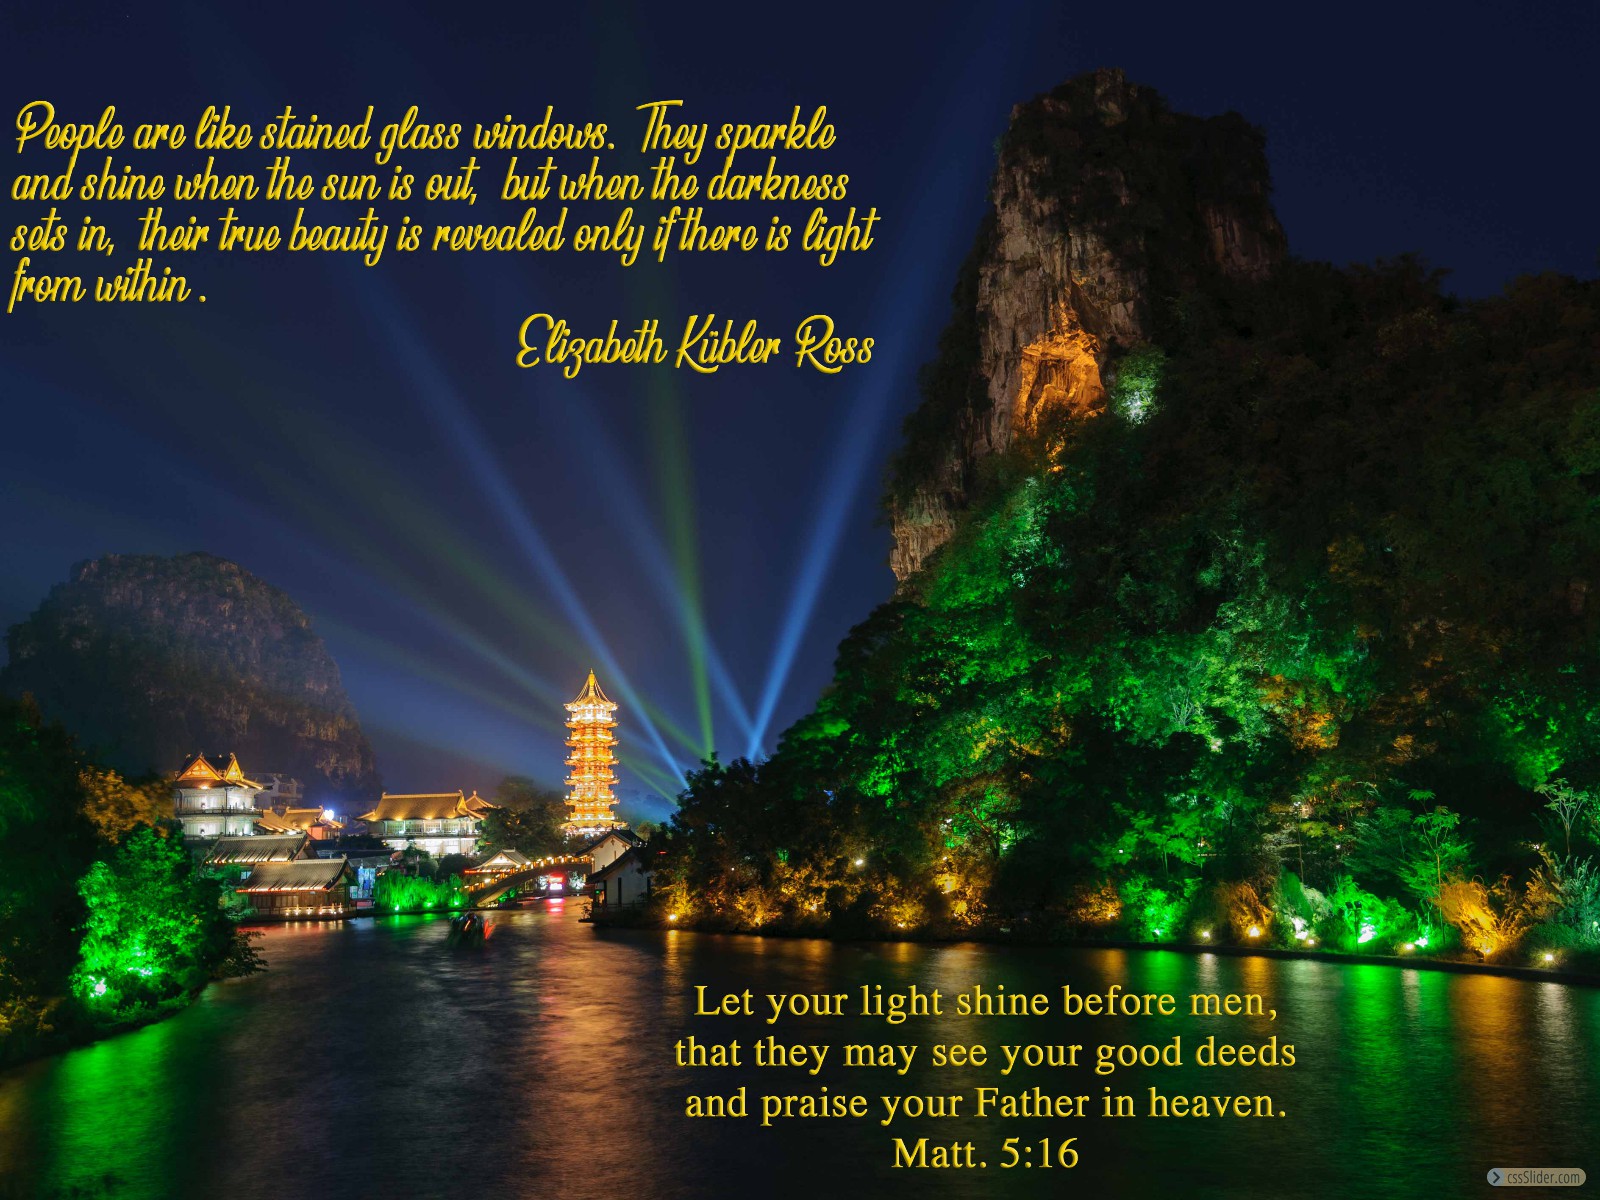 People are like stained glass windows. They sparkle
and shine when the sun is out, but when the darkness
sets in, their true beauty is revealed only if there is light
from within.
Elizabeth Kübler Ross
Let your light shine before men,
that they may see your good deeds
and praise your Father in heaven.
Matt. 5:16
cssSlider.com